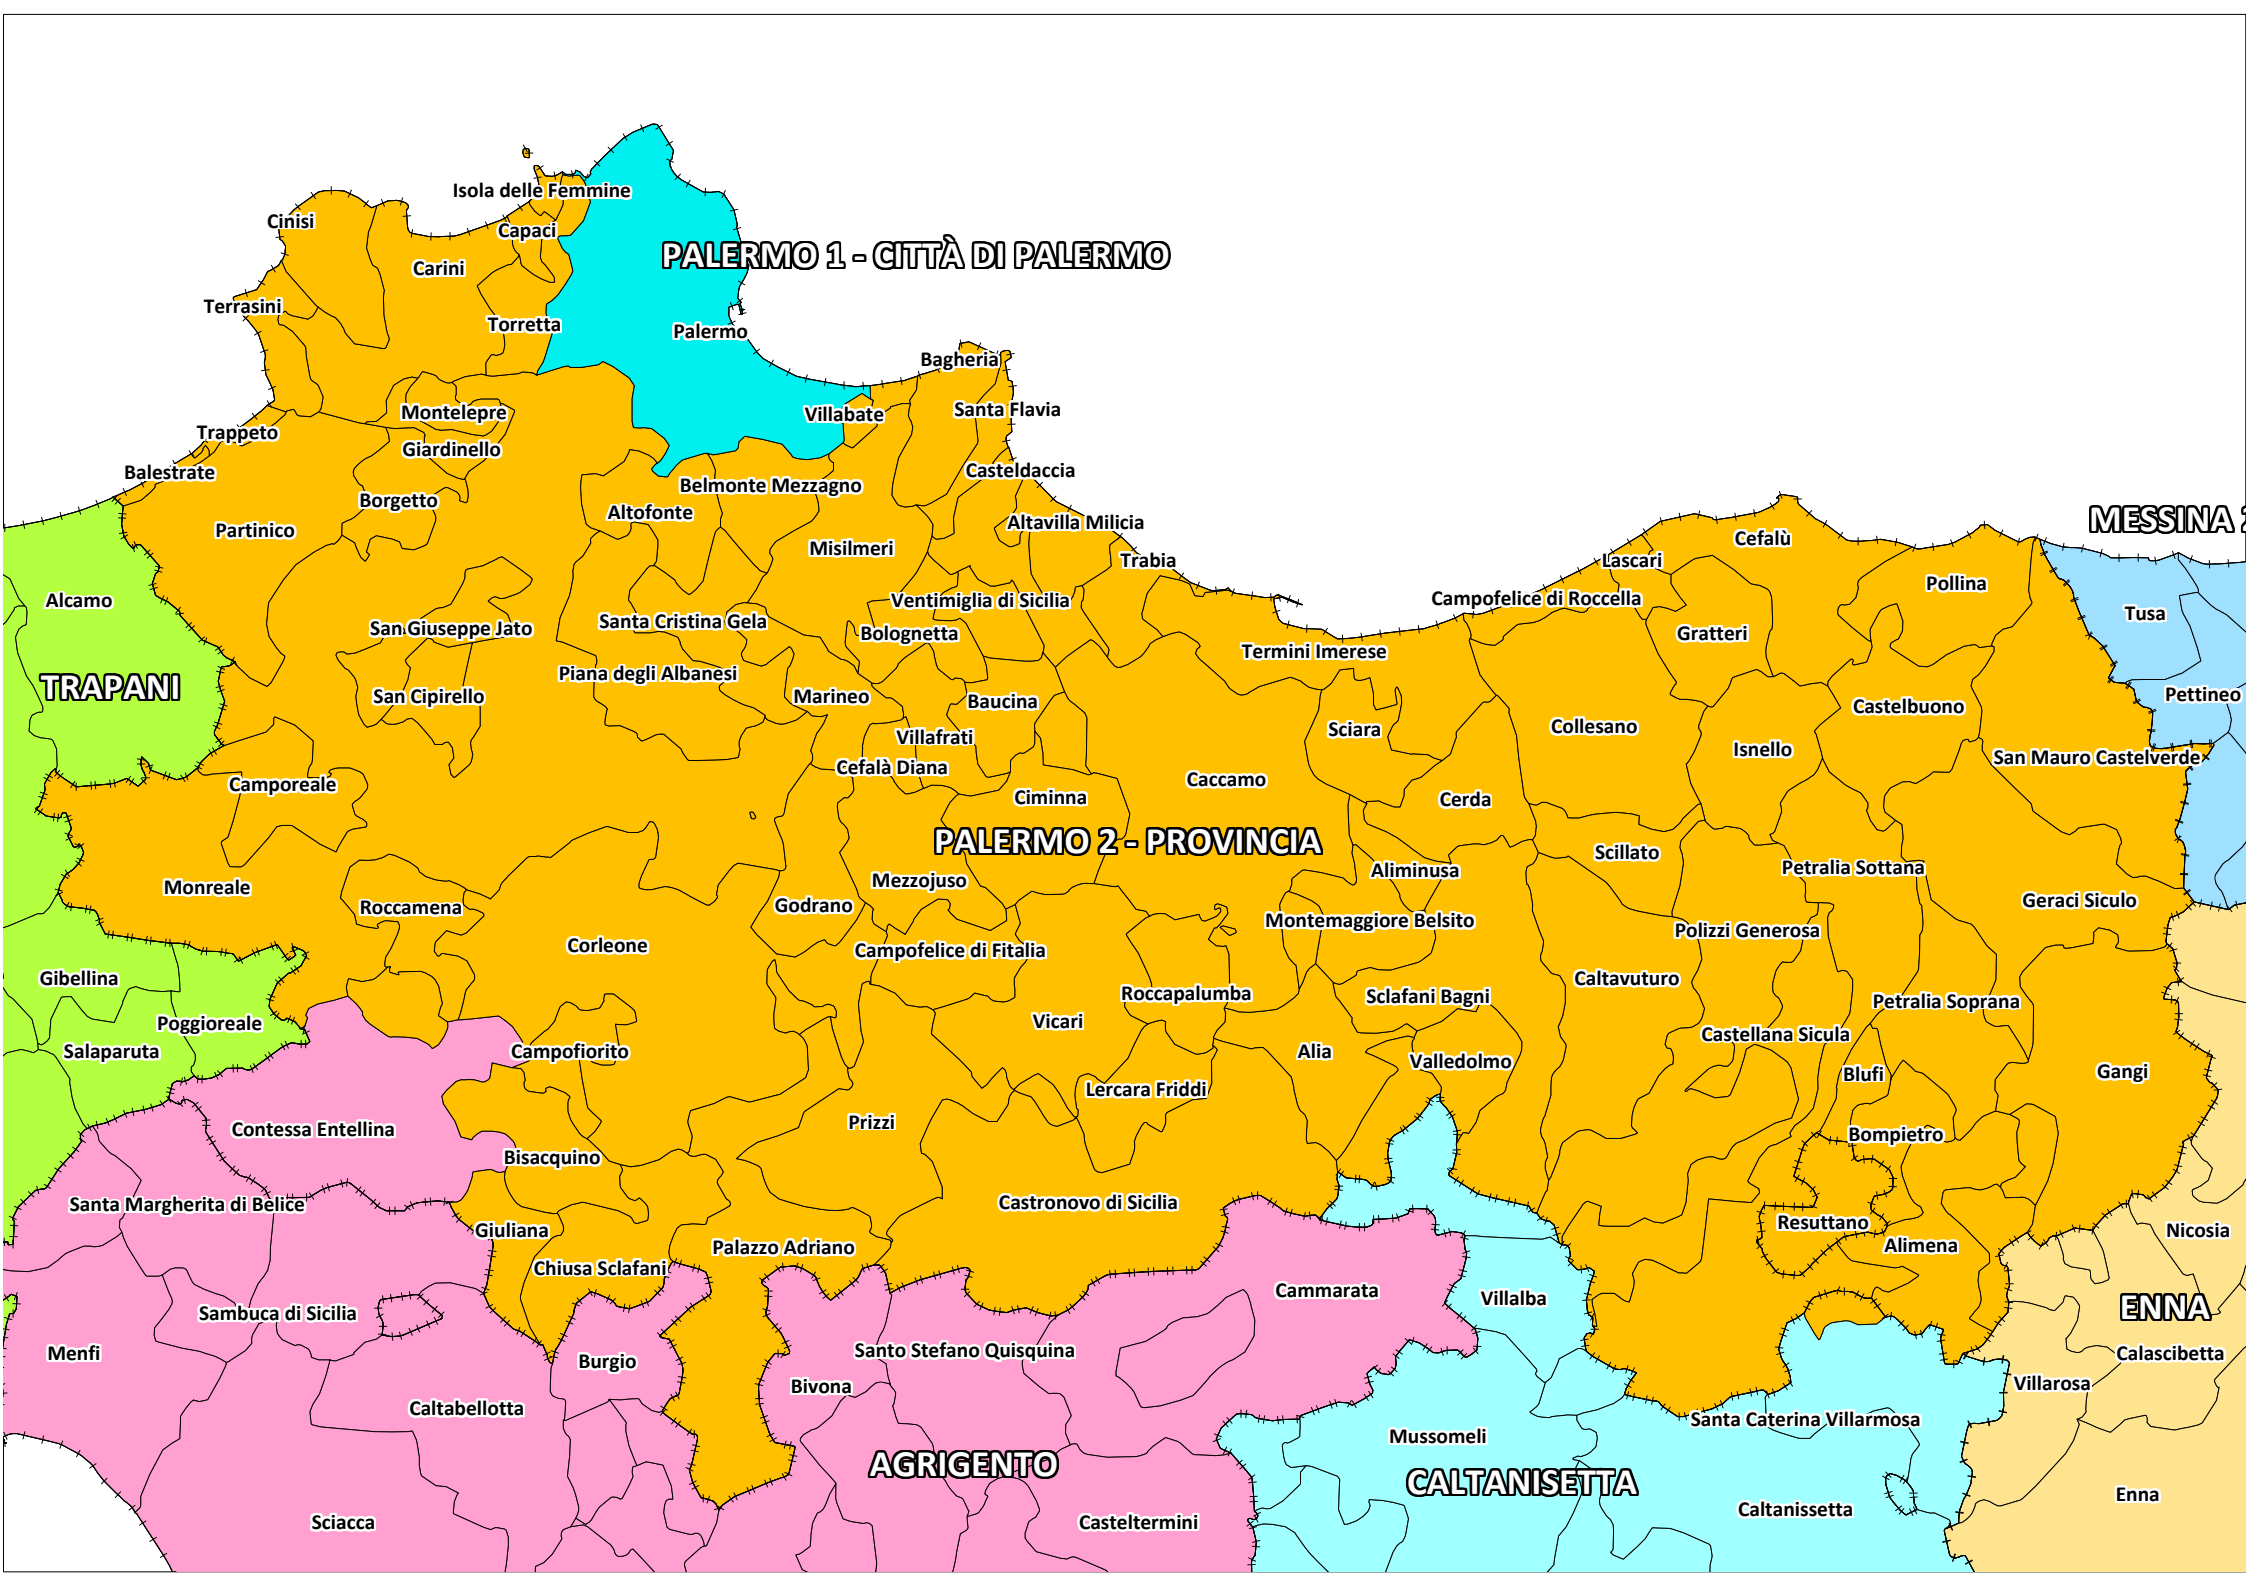 Isola delle Femmine
Cinisi
Capaci
PALERMO 1 - CITTÀ DI PALERMO
Carini
Terrasini
Torretta
Palermo
Bagheria
Montelepre
Villabate
Santa Flavia
Trappeto
Giardinello
Balestrate
Casteldaccia
Belmonte Mezzagno
Borgetto
Altofonte
Partinico
Altavilla Milicia
MESSINA 2
Cefalù
Misilmeri
Trabia
Lascari
Pollina
Alcamo
Ventimiglia di Sicilia
Campofelice di Roccella
Tusa
San Giuseppe Jato
Santa Cristina Gela
Bolognetta
Gratteri
Termini Imerese
Piana degli Albanesi
TRAPANI
San Cipirello
Marineo
Baucina
Castelbuono
Pettineo
Sciara
Collesano
Villafrati
Isnello
San Mauro Castelverde
Cefalà Diana
Caccamo
Camporeale
Ciminna
Cerda
PALERMO 2 - PROVINCIA
Scillato
Petralia Sottana
Aliminusa
Mezzojuso
Monreale
Geraci Siculo
Godrano
Roccamena
Montemaggiore Belsito
Polizzi Generosa
Corleone
Campofelice di Fitalia
Gibellina
Caltavuturo
Roccapalumba
Sclafani Bagni
Petralia Soprana
Poggioreale
Vicari
Castellana Sicula
Salaparuta
Campofiorito
Alia
Valledolmo
Gangi
Blufi
Lercara Friddi
Prizzi
Contessa Entellina
Bompietro
Bisacquino
Castronovo di Sicilia
Santa Margherita di Belice
Resuttano
Giuliana
Nicosia
Palazzo Adriano
Alimena
Chiusa Sclafani
Cammarata
Villalba
ENNA
Sambuca di Sicilia
Santo Stefano Quisquina
Menfi
Calascibetta
Burgio
Bivona
Villarosa
Caltabellotta
Santa Caterina Villarmosa
Mussomeli
AGRIGENTO
CALTANISETTA
Enna
Caltanissetta
Sciacca
Casteltermini